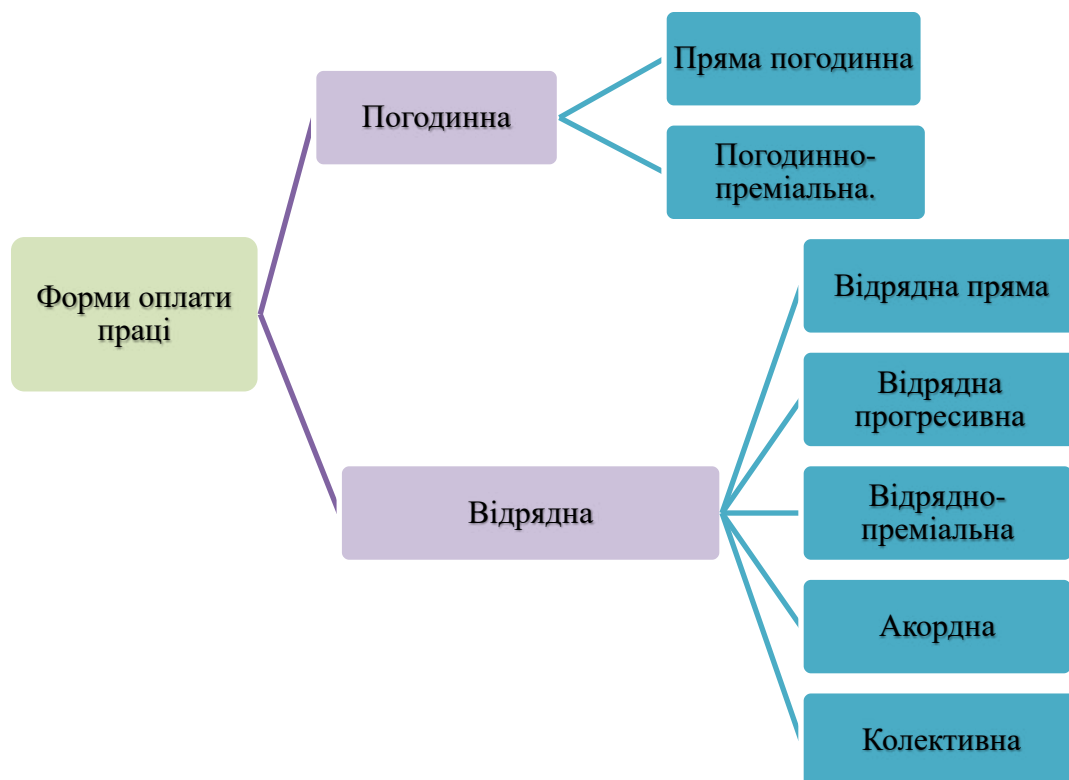 Пряма погодинна
Погодинна
Погодинно-
преміальна.
Форми оплати
праці
Відрядна пряма
Відрядна
прогресивна
Відрядна
Відрядно-
преміальна
Акордна
Колективна